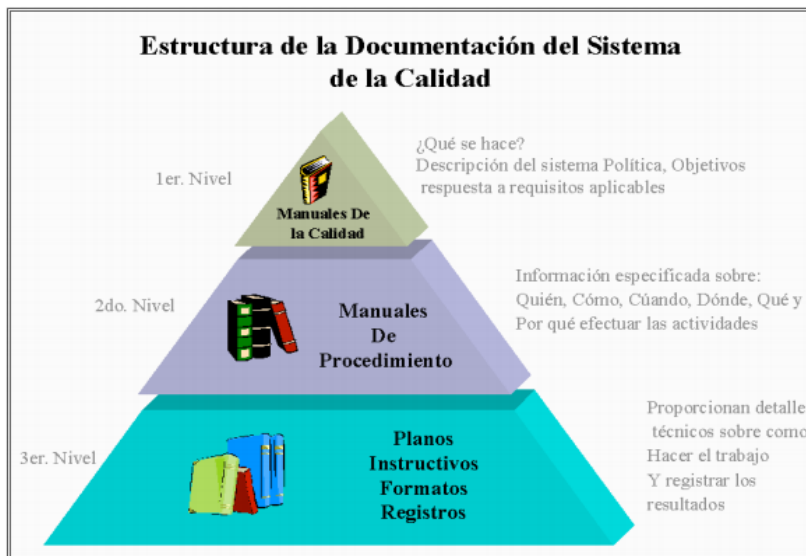 Estructura de la Documentación del Sistema
de la Calidad
1er. Nivel
Manuales De
la Calidad
¿Qué se hace?
Descripción del sistema Política, Objetivos
respuesta a requisitos aplicables
2do. Nivel
Manuales
De
Procedimiento
Información especificada sobre:
Quién, Cómo, Cúando, Dónde, Qué y
Por qué efectuar las actividades
3er. Nivel
Planos
Instructivos
Formatos
Registros
Proporcionan detalle
técnicos sobre como
Hacer el trabajo
Y registrar los
resultados